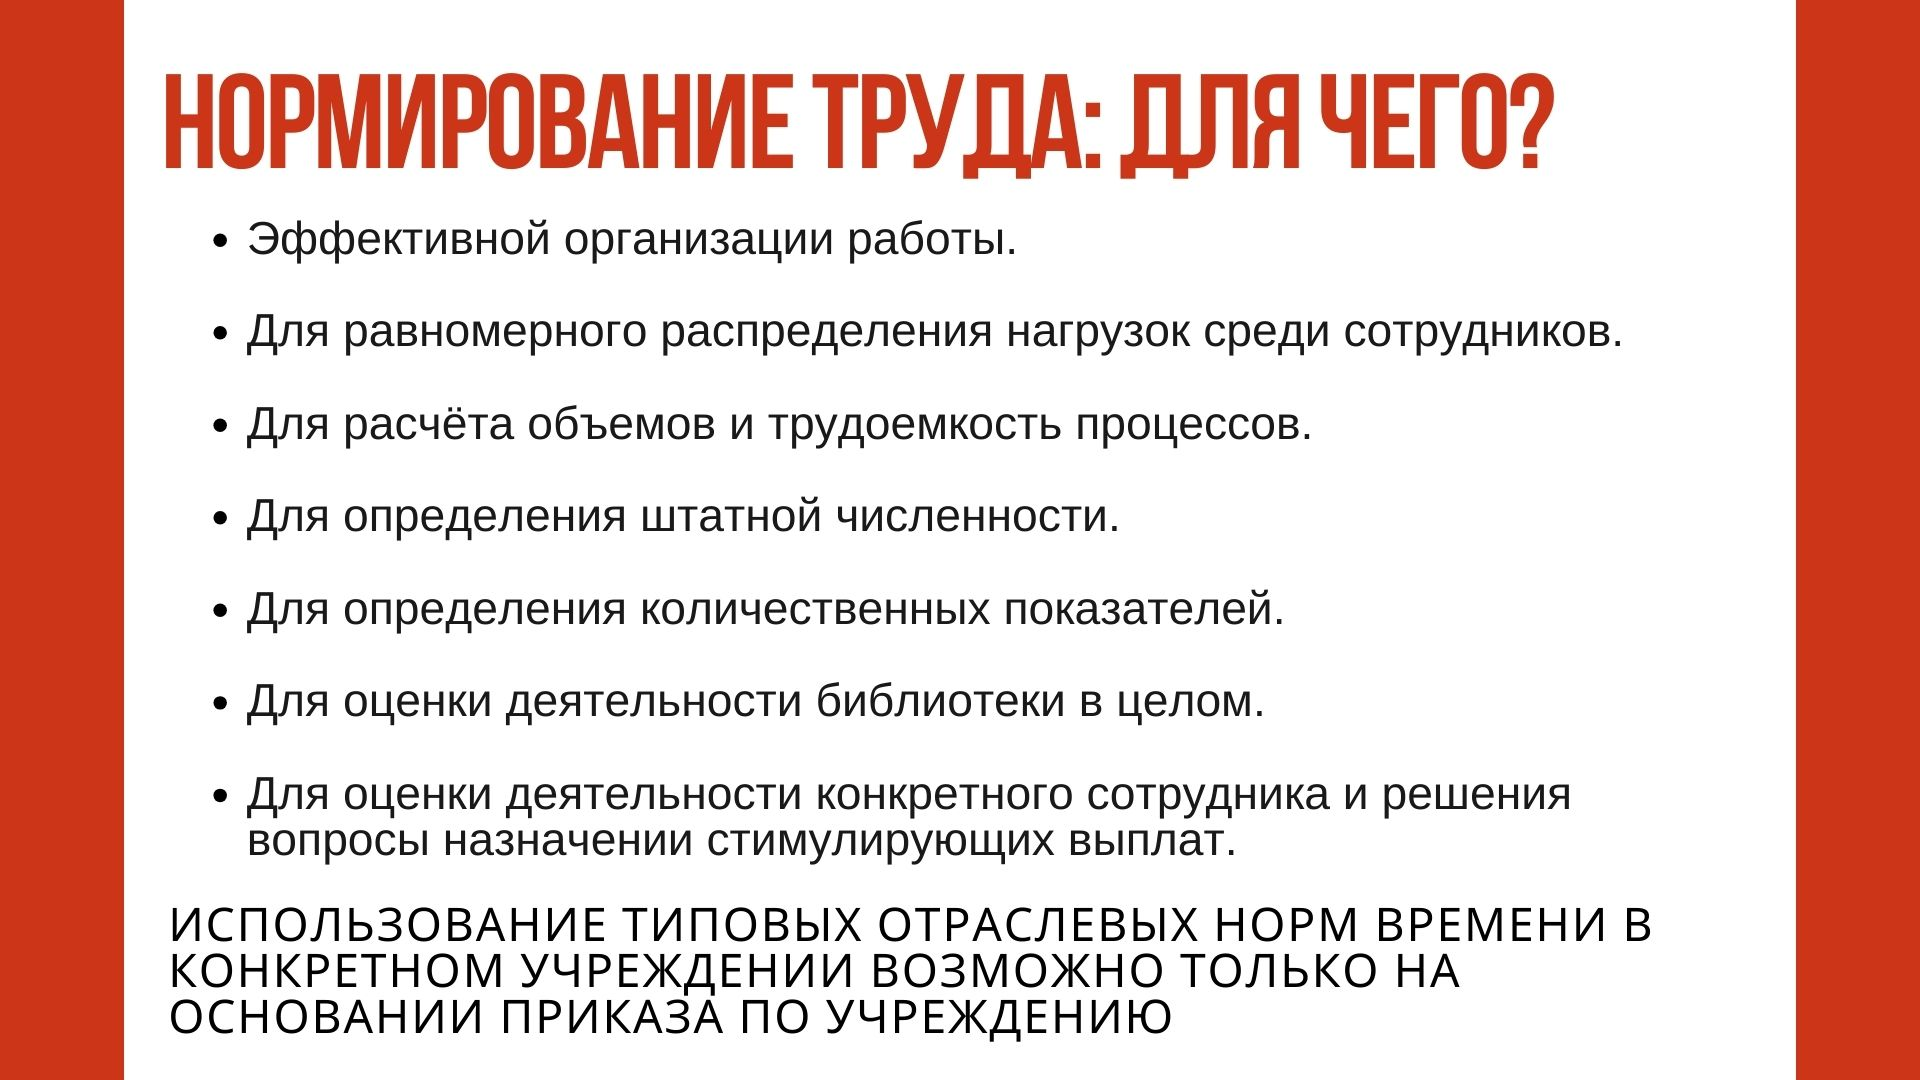 НОРМИРОВАНИЕ ТРУДА: ДЛЯ ЧЕГО?
• Эффективной организации работы.
• Для равномерного распределения нагрузок среди сотрудников.
• Для расчёта объемов и трудоемкость процессов.
• Для определения штатной численности.
• Для определения количественных показателей.
• Для оценки деятельности библиотеки в целом.
• Для оценки деятельности конкретного сотрудника и решения
вопросы назначении стимулирующих выплат.
ИСПОЛЬЗОВАНИЕ ТИПОВЫХ ОТРАСЛЕВЫХ НОРМ ВРЕМЕНИ В
КОНКРЕТНОМ УЧРЕЖДЕНИИ ВОЗМОЖНО ТОЛЬКО НА
ОСНОВАНИИ ПРИКАЗА ПО УЧРЕЖДЕНИЮ